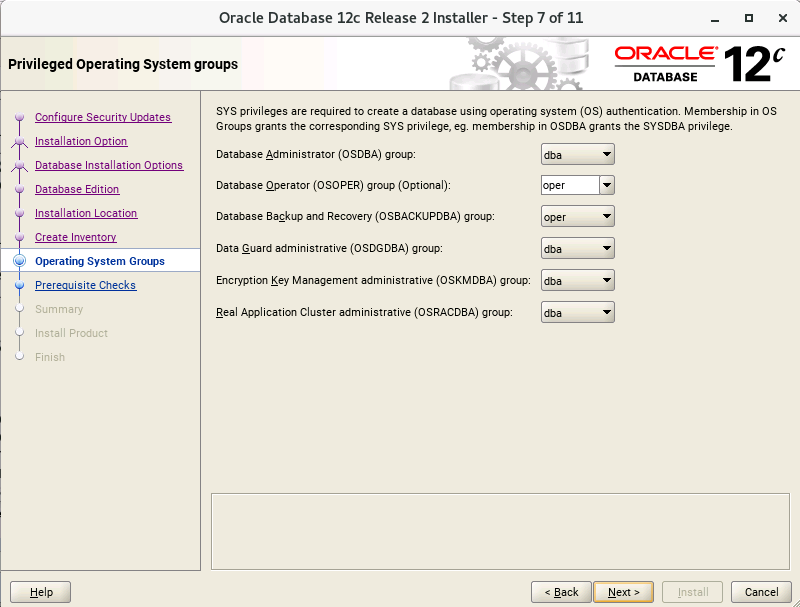 Oracle Database 12c Release 2 Installer - Step 7 of 11
Privileged Operating System groups
ORACLE
DATABASE
12c
Configure Security Updates
Installation Option
Database Installation Options
Database Edition
Installation Location
Create Inventory
Operating System Groups
Prerequisite Checks
Summary
Install Product
Finish
SYS privileges are required to create a database using operating system (OS) authentication. Membership in OS
Groups grants the corresponding SYS privilege, eg. membership in OSDBA grants the SYSDBA privilege.
Database Administrator (OSDBA) group: dba
Database Operator (OSOPER) group (Optional): oper
Database Backup and Recovery (OSBACKUPDBA) group: oper
Data Guard administrative (OSDGDBA) group: dba
Encryption Key Management administrative (OSKMDBA) group: dba
Real Application Cluster administrative (OSRACDBA) group: dba
Help
< Back
Next >
Install
Cancel